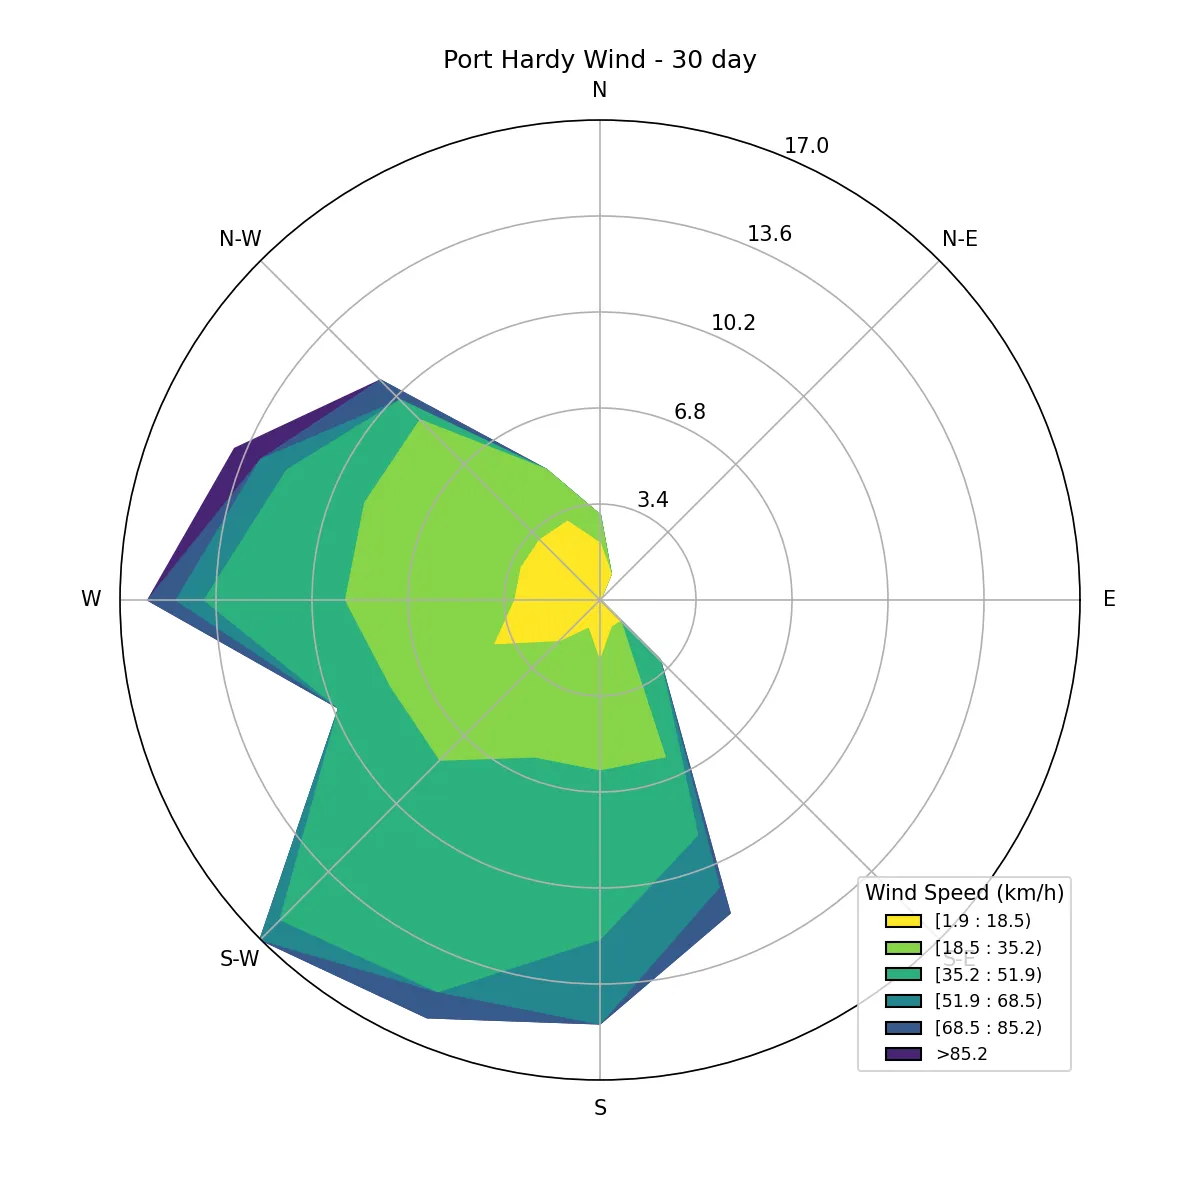 Port Hardy Wind - 30 day
N
17.0
N-W
13.6
N-E
10.2
6.8
3.4
W
E
S-W
S-E
S
Wind Speed (km/h)
[1.9 : 18.5)
[18.5 : 35.2)
[35.2 : 51.9)
[51.9 : 68.5)
[68.5 : 85.2)
>85.2